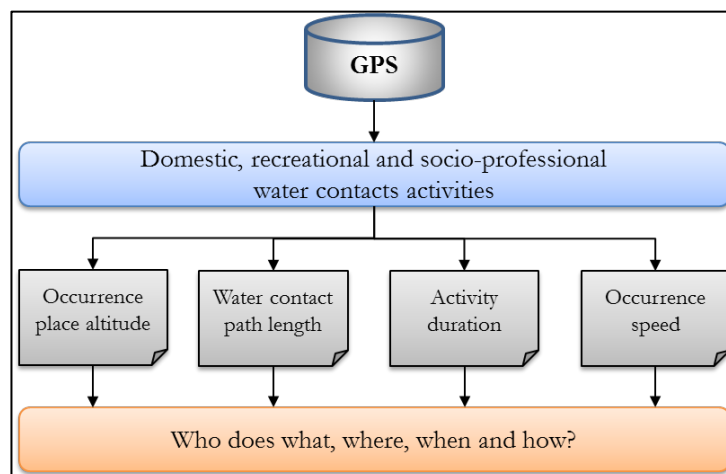 GPS
Domestic, recreational and socio-professional
water contacts activities
Occurrence
place altitude
Water contact
path length
Activity
duration
Occurrence
speed
Who does what, where, when and how?